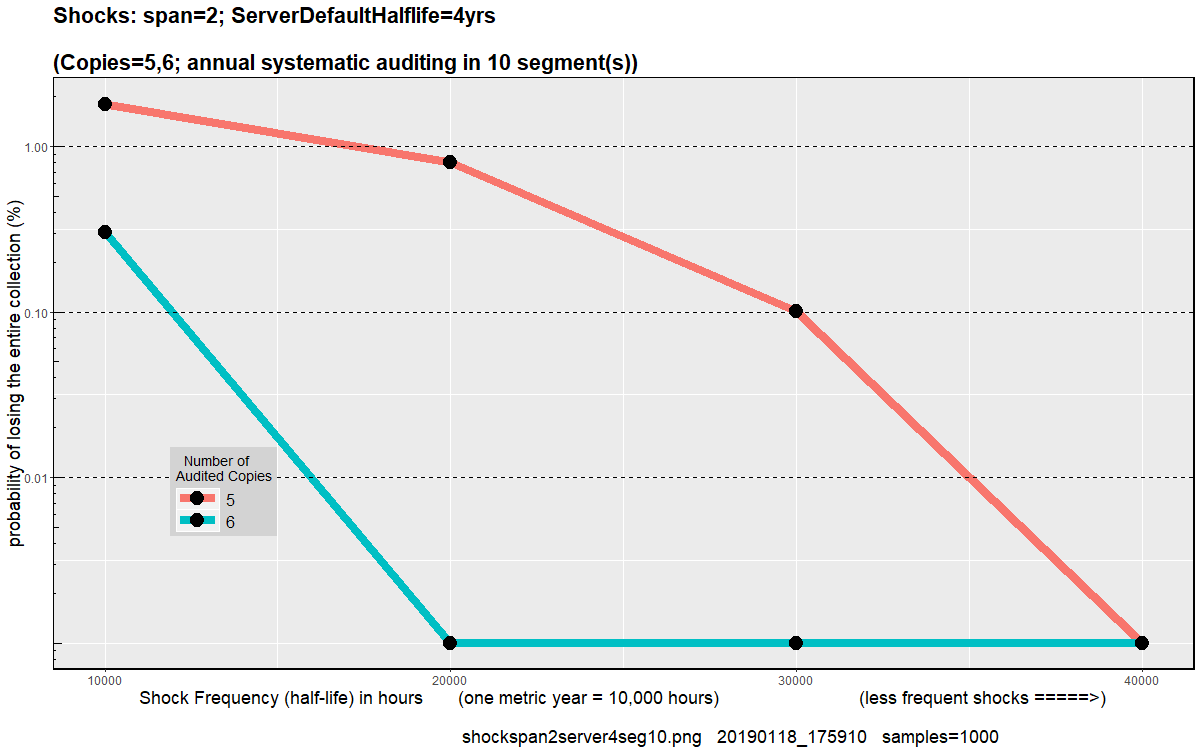 Shocks: span=2; ServerDefaultHalflife=4yrs
(Copies=5,6; annual systematic auditing in 10 segment(s))
probability of losing the entire collection (%)
1.00
0.10
0.01
Number of
Audited Copies
5
6
10000 20000 30000 40000
Shock Frequency (half-life) in hours (one metric year = 10,000 hours) (less frequent shocks =====>)
shockspan2server4seg10.png 20190118_175910 samples=1000